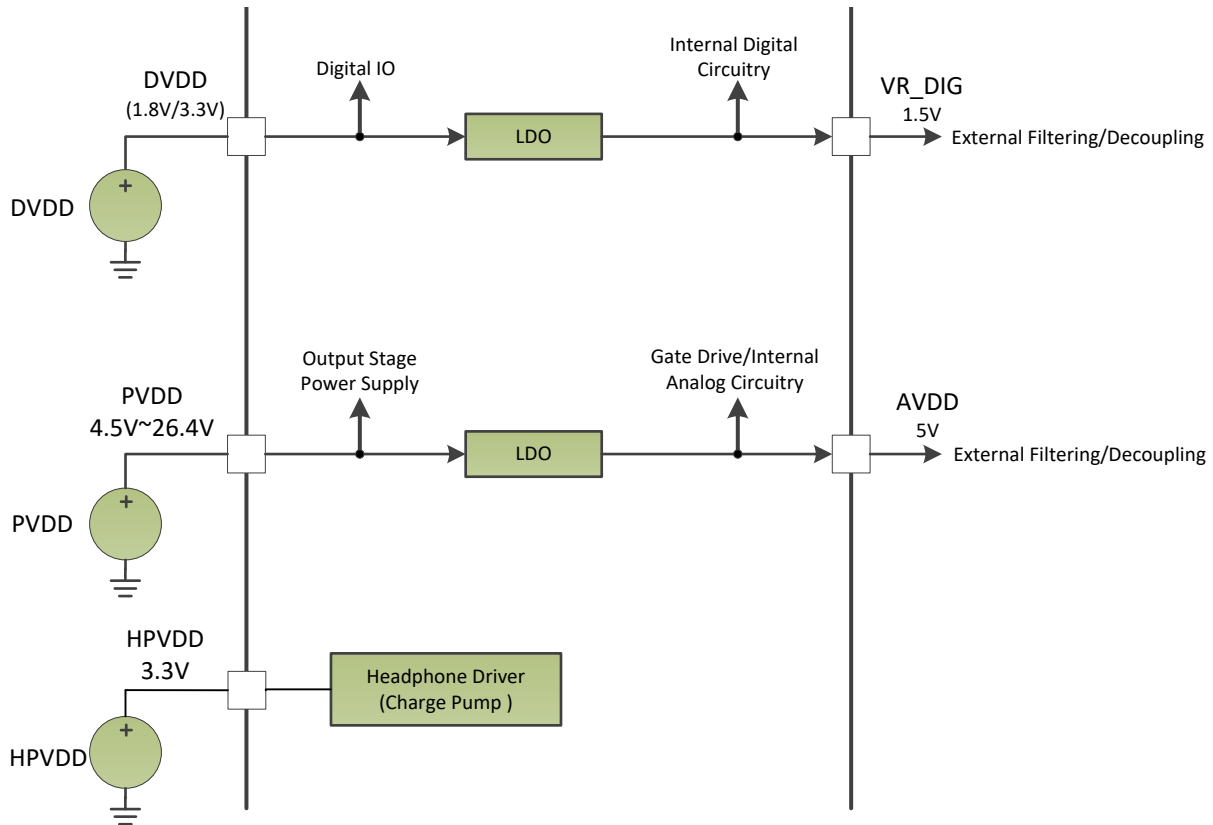 DVDD
(1.8V/3.3V)
Digital IO
Internal Digital
Circuitry
VR_DIG
1.5V
LDO
External Filtering/Decoupling
+
DVDD
PVDD
4.5V~26.4V
Output Stage
Power Supply
Gate Drive/Internal
Analog Circuitry
AVDD
5V
LDO
External Filtering/Decoupling
+
PVDD
HPVDD
3.3V
Headphone Driver
(Charge Pump )
+
HPVDD